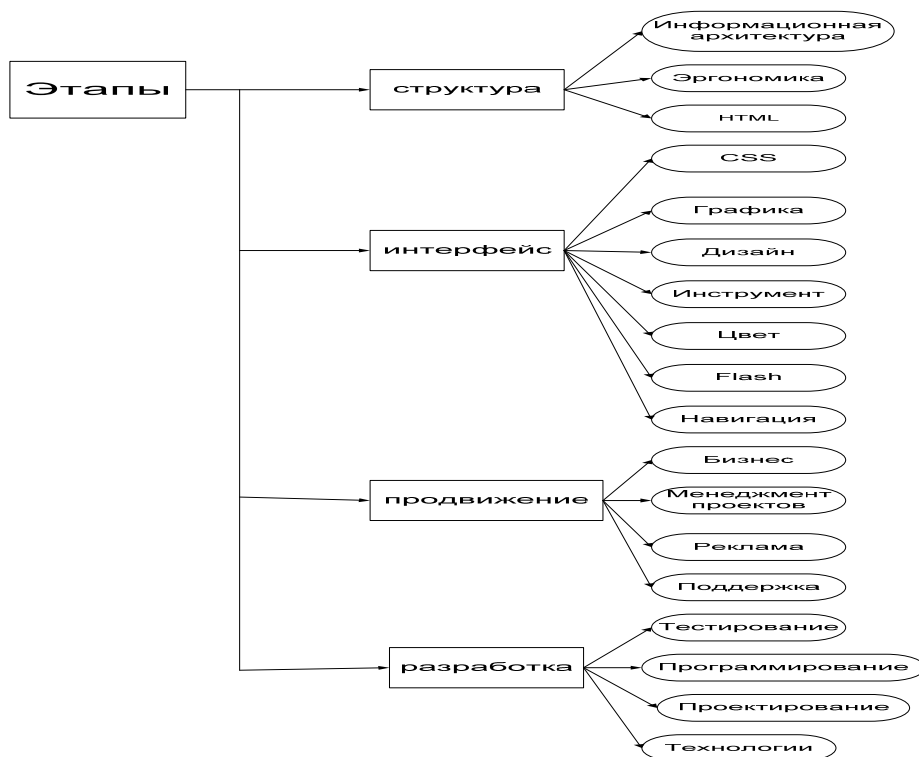 Этапы
структура
Информационная
архитектура
Эргономика
HTML
интерфейс
CSS
Графика
Дизайн
Инструмент
Цвет
Flash
Навигация
продвижение
Бизнес
Менеджмент
проектов
Реклама
Поддержка
разработка
Тестирование
Программирование
Проектирование
Технологии